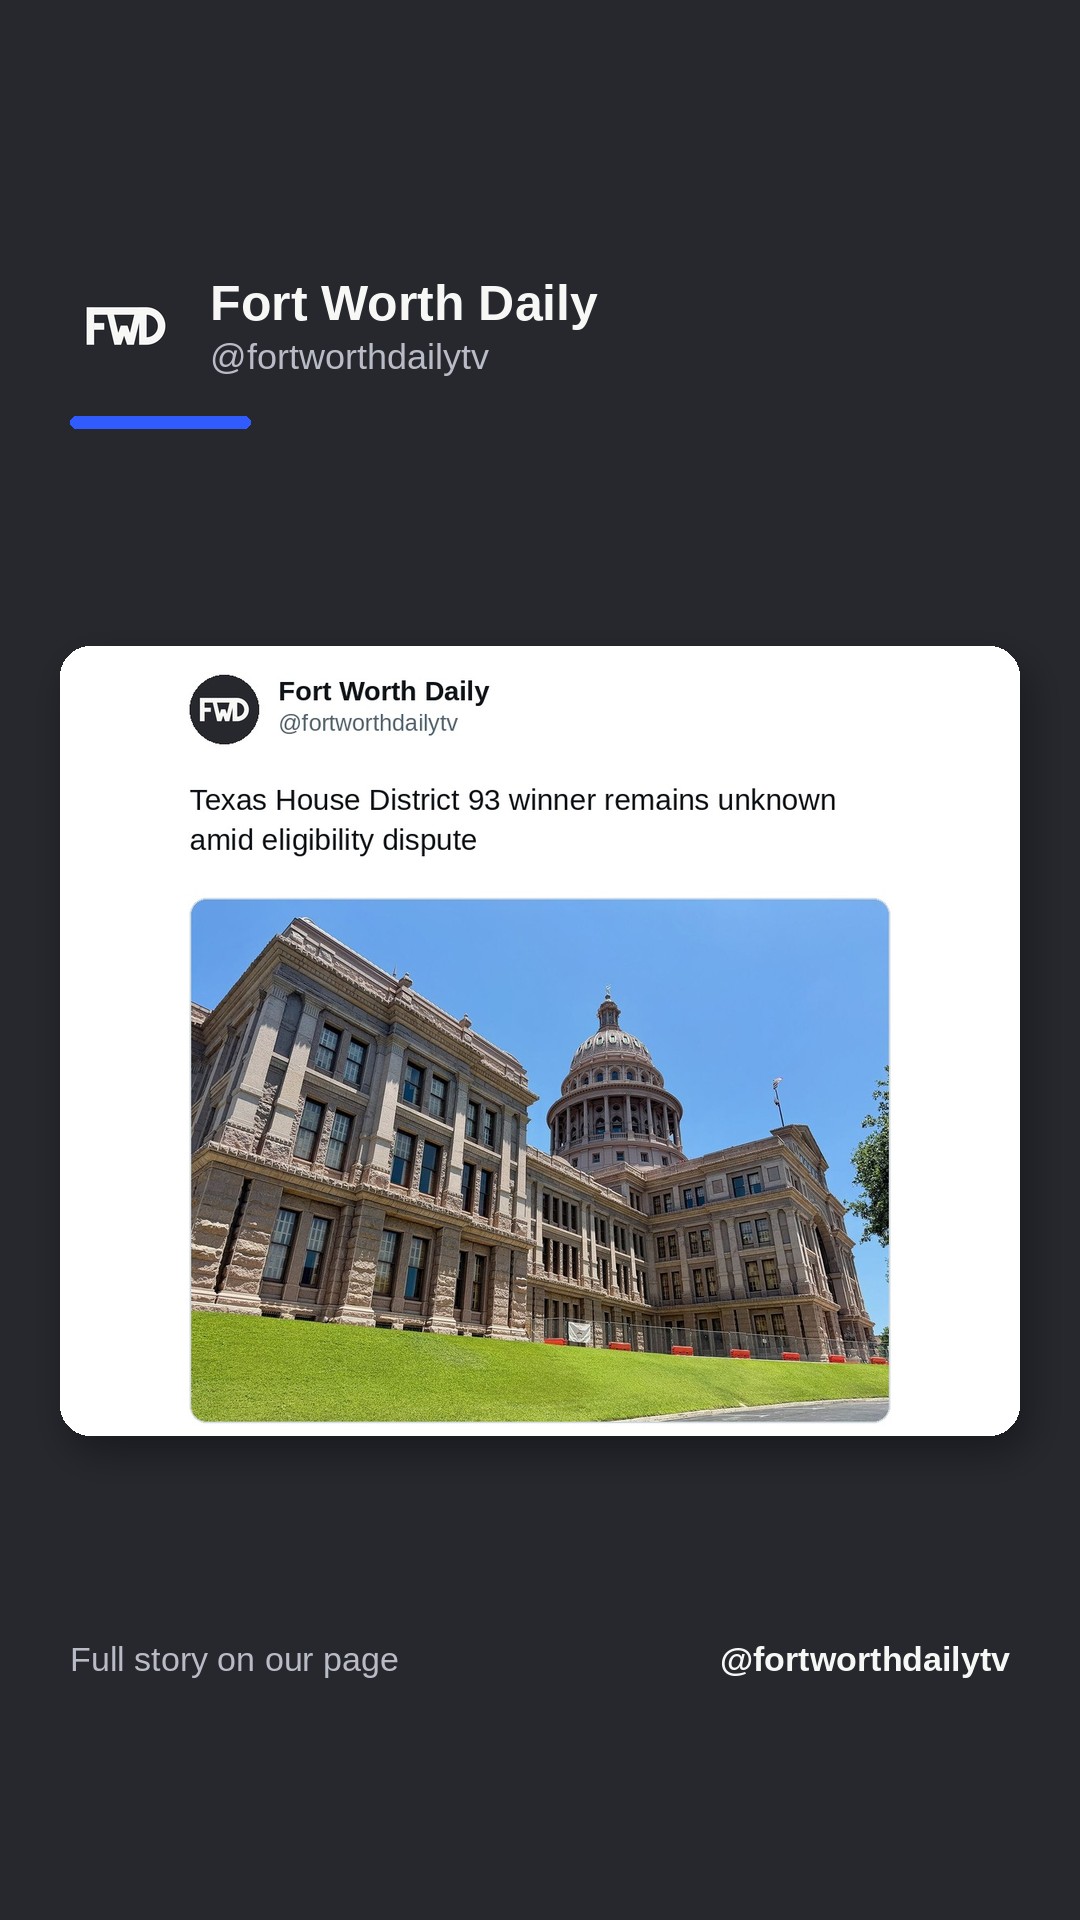 FWD
Fort Worth Daily
@fortworthdailytv
FWD
Fort Worth Daily
@fortworthdailytv
Texas House District 93 winner remains unknown
amid eligibility dispute
Full story on our page
@fortworthdailytv